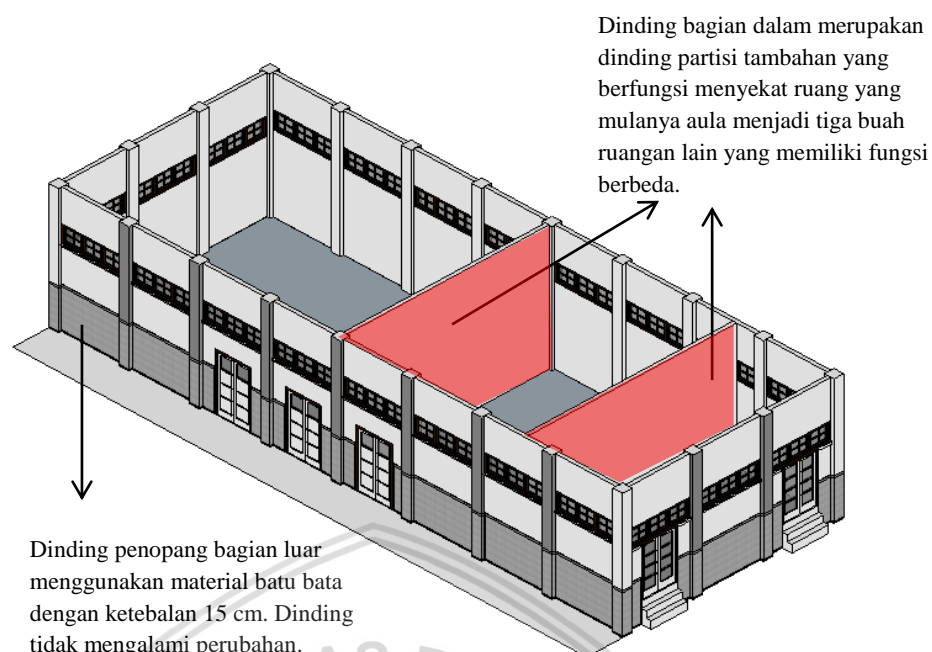 Dinding bagian dalam merupakan
dinding partisi tambahan yang
berfungsi menyekat ruang yang
mulanya aula menjadi tiga buah
ruangan lain yang memiliki fungsi
berbeda.
Dinding penopang bagian luar
menggunakan material batu bata
dengan ketebalan 15 cm. Dinding
tidak mengalami perubahan.